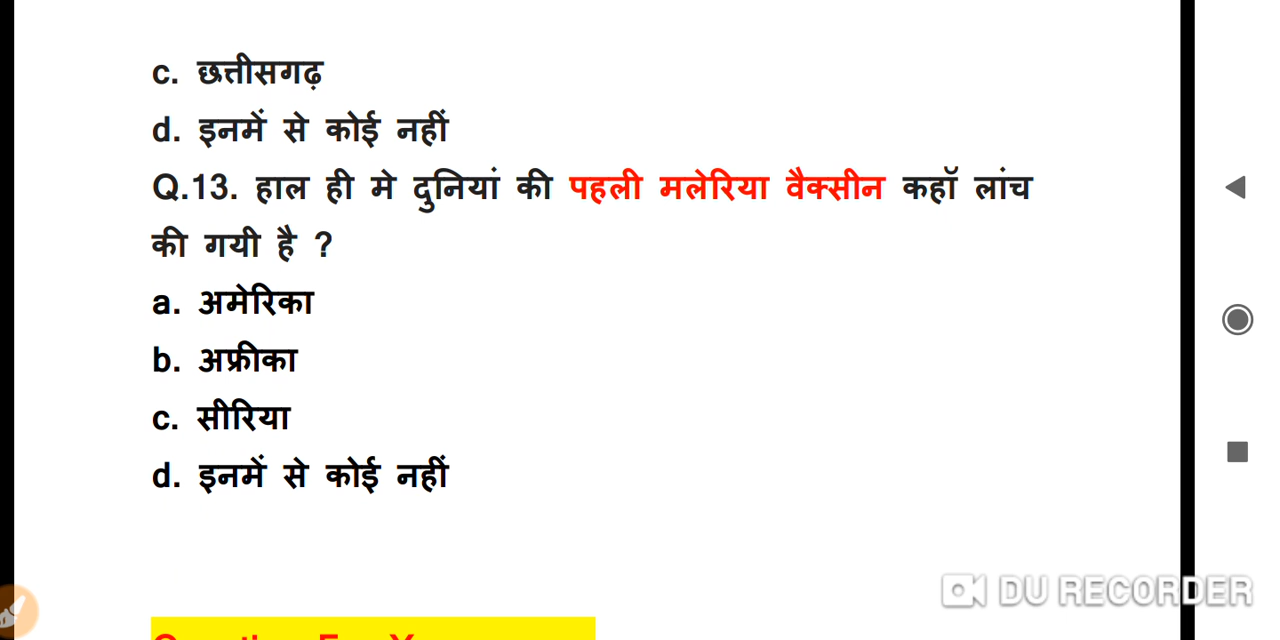 c. छत्तीसगढ़
d. इनमें से कोई नहीं
Q.13. हाल ही मे दुनियां की पहली मलेरिया वैक्सीन कहॉ लांच
की गयी है ?
a. अमेरिका
b. अफ्रीका
c. सीरिया
d. इनमें से कोई नहीं
DU RECORDER